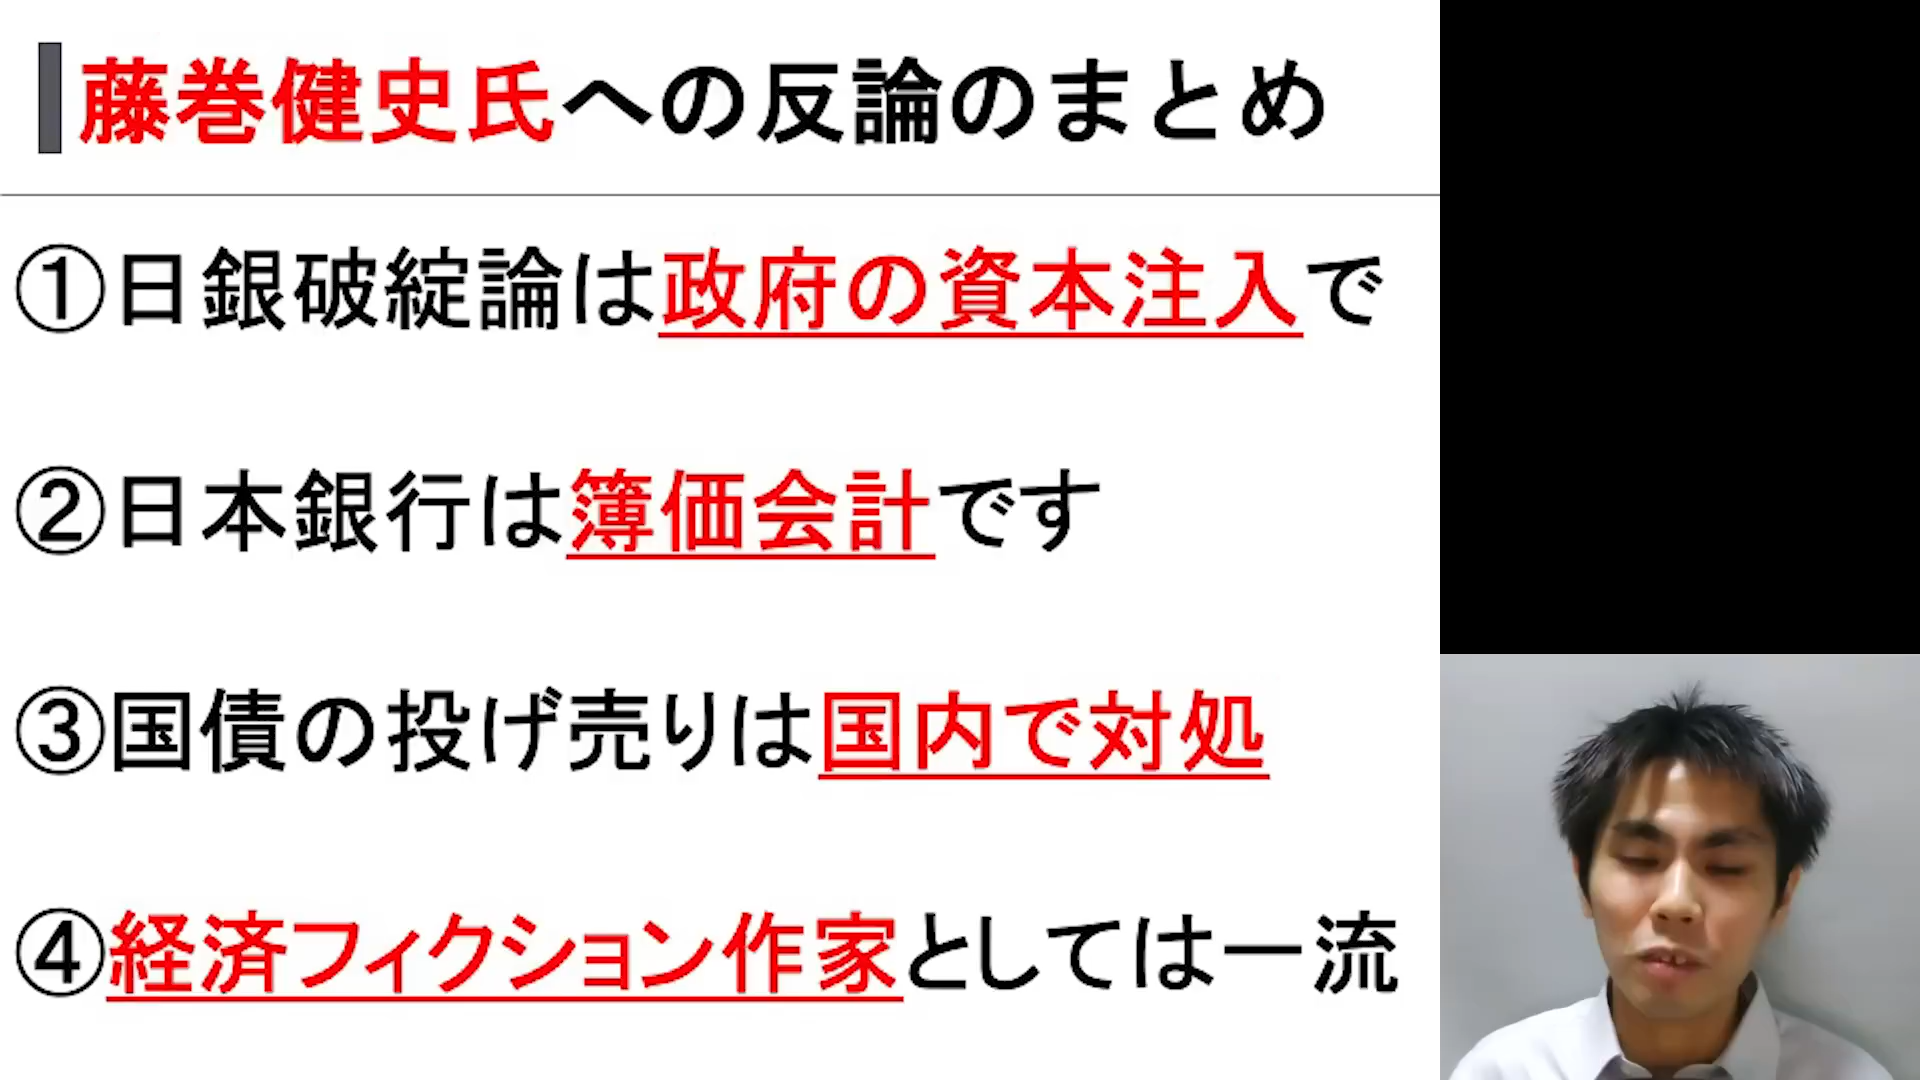 藤巻健史氏への反論のまとめ
①日銀破綻論は政府の資本注入で
②日本銀行は簿価会計です
③国債の投げ売りは国内で対処
④経済フィクション作家としては一流